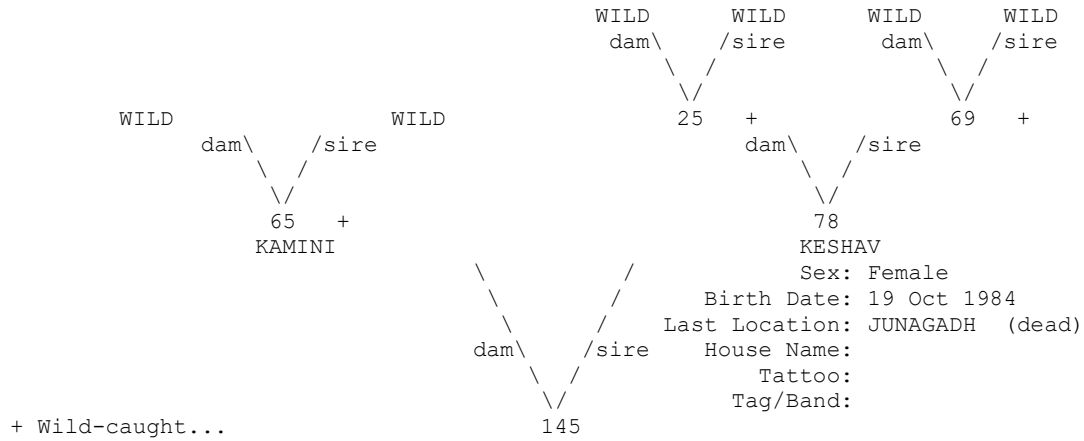 WILD WILD WILD WILD
dam\ /sire dam\ /sire
\ / \ /
\/ \/
WILD WILD 25 + 69 +
dam\ /sire dam\ /sire
\ / \ /
\/ \/
65 + 78
KAMINI KESHAV
\ / Sex: Female
\ / Birth Date: 19 Oct 1984
\ / Last Location: JUNAGADH (dead)
dam\ /sire House Name:
\ / Tattoo:
\/ Tag/Band:
+ Wild-caught... 145